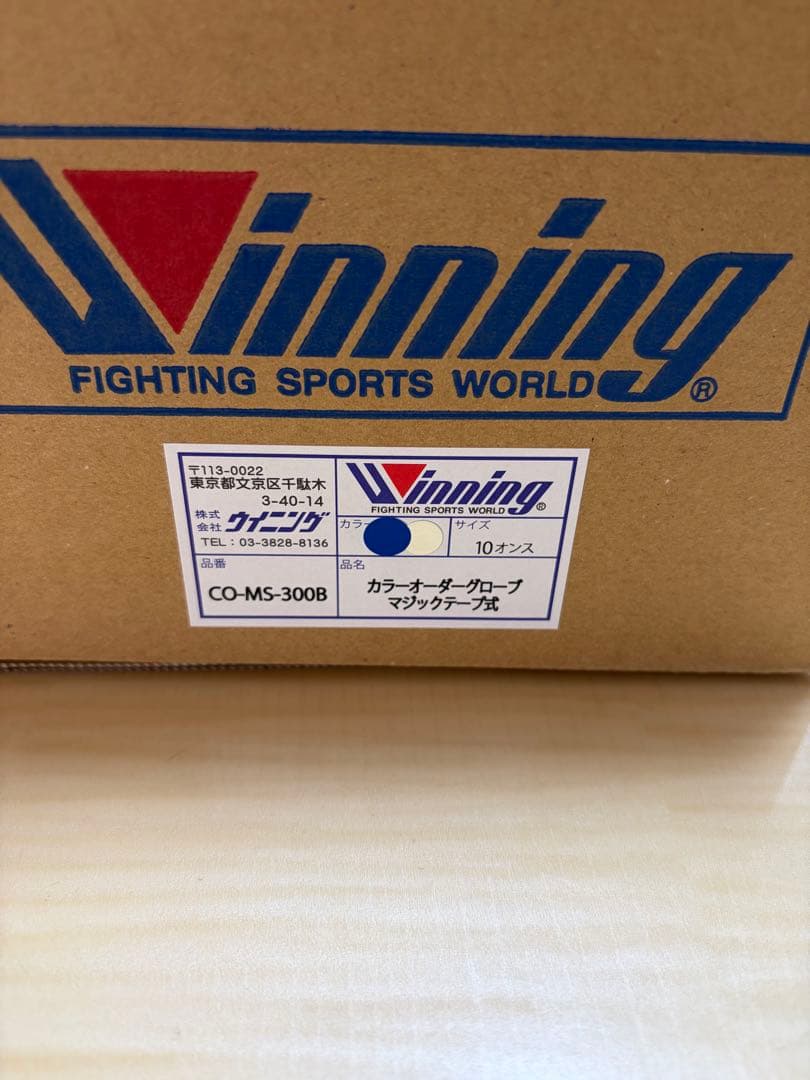 Winning®
FIGHTING SPORTS WORLD
〒113-0022
東京都文京区千駄木
3-40-14
株式会社 ウイニング
TEL：03-3828-8136
Winning®
FIGHTING SPORTS WORLD
カラー
サイズ
10オンス
品番
CO-MS-300B
品名
カラーオーダーグローブ
マジックテープ式